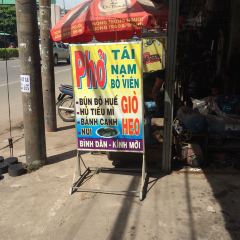 Phở
TÁI
NAM
BÒ VIÊN
- BÚN BÒ HUẾ
- HỦ TIẾU MÌ
- BÁNH CANH
- NUI
GIÒ
HEO
BÌNH DÂN - KÍNH MỜI